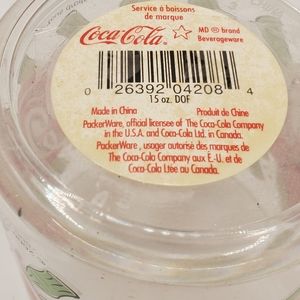 Service à boissons
de marque
Coca-Cola
MD ® brand
Beverageware
0 26392 04208 4
15 oz. DOF
Made in China Produit de Chine
PackerWare, official licensee of The Coca-Cola Company
in the U.S.A. and Coca-Cola Ltd. in Canada.
PackerWare, usager autorisé des marques de
The Coca-Cola Company aux É.-U. et de
Coca-Cola Ltée au Canada.